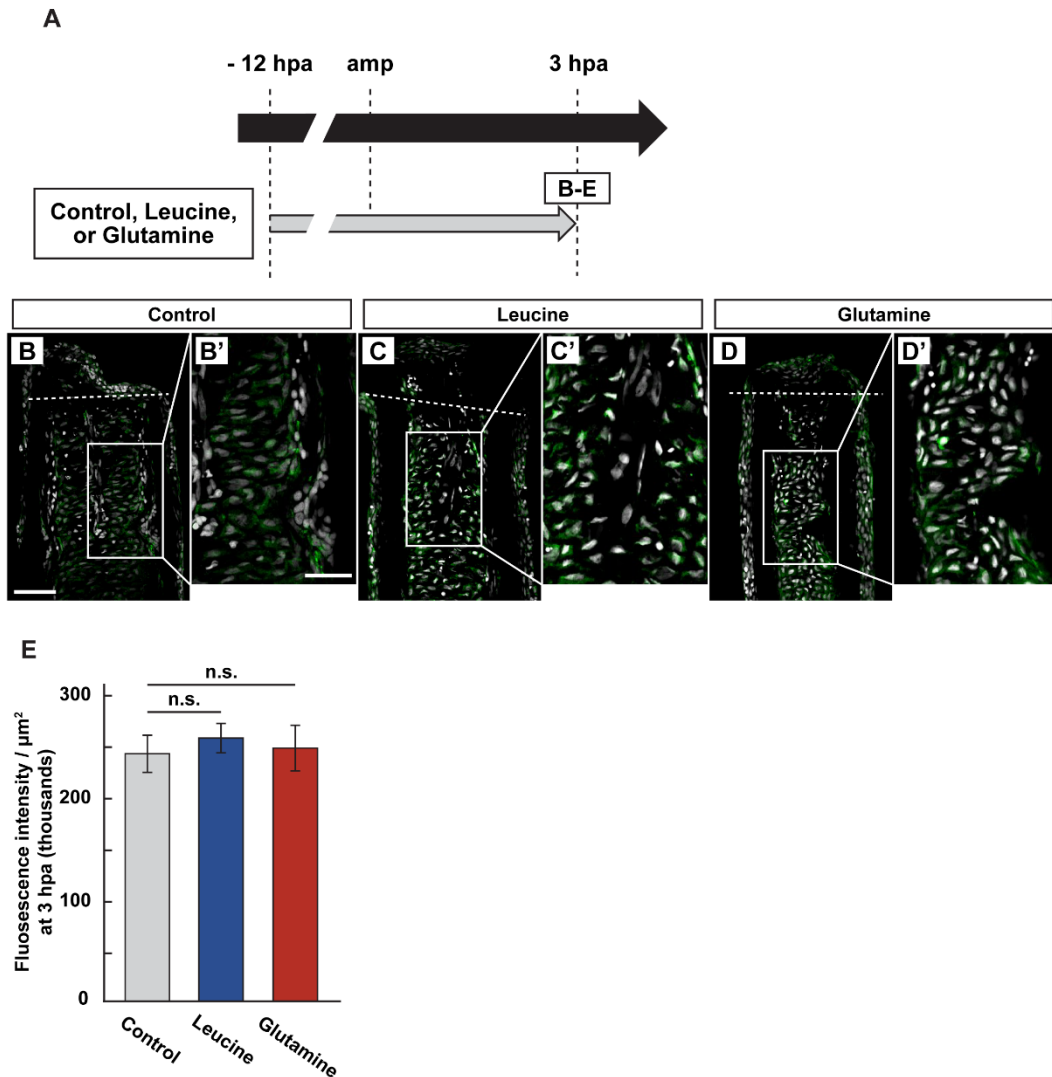 A
- 12 hpa amp 3 hpa
B-E
Control, Leucine,
or Glutamine
Control Leucine Glutamine
B B’ C C’ D D’
E
n.s.
n.s.
300
200
100
0
Fluosescence intensity / µm²
at 3 hpa (thousands)
Control
Leucine
Glutamine